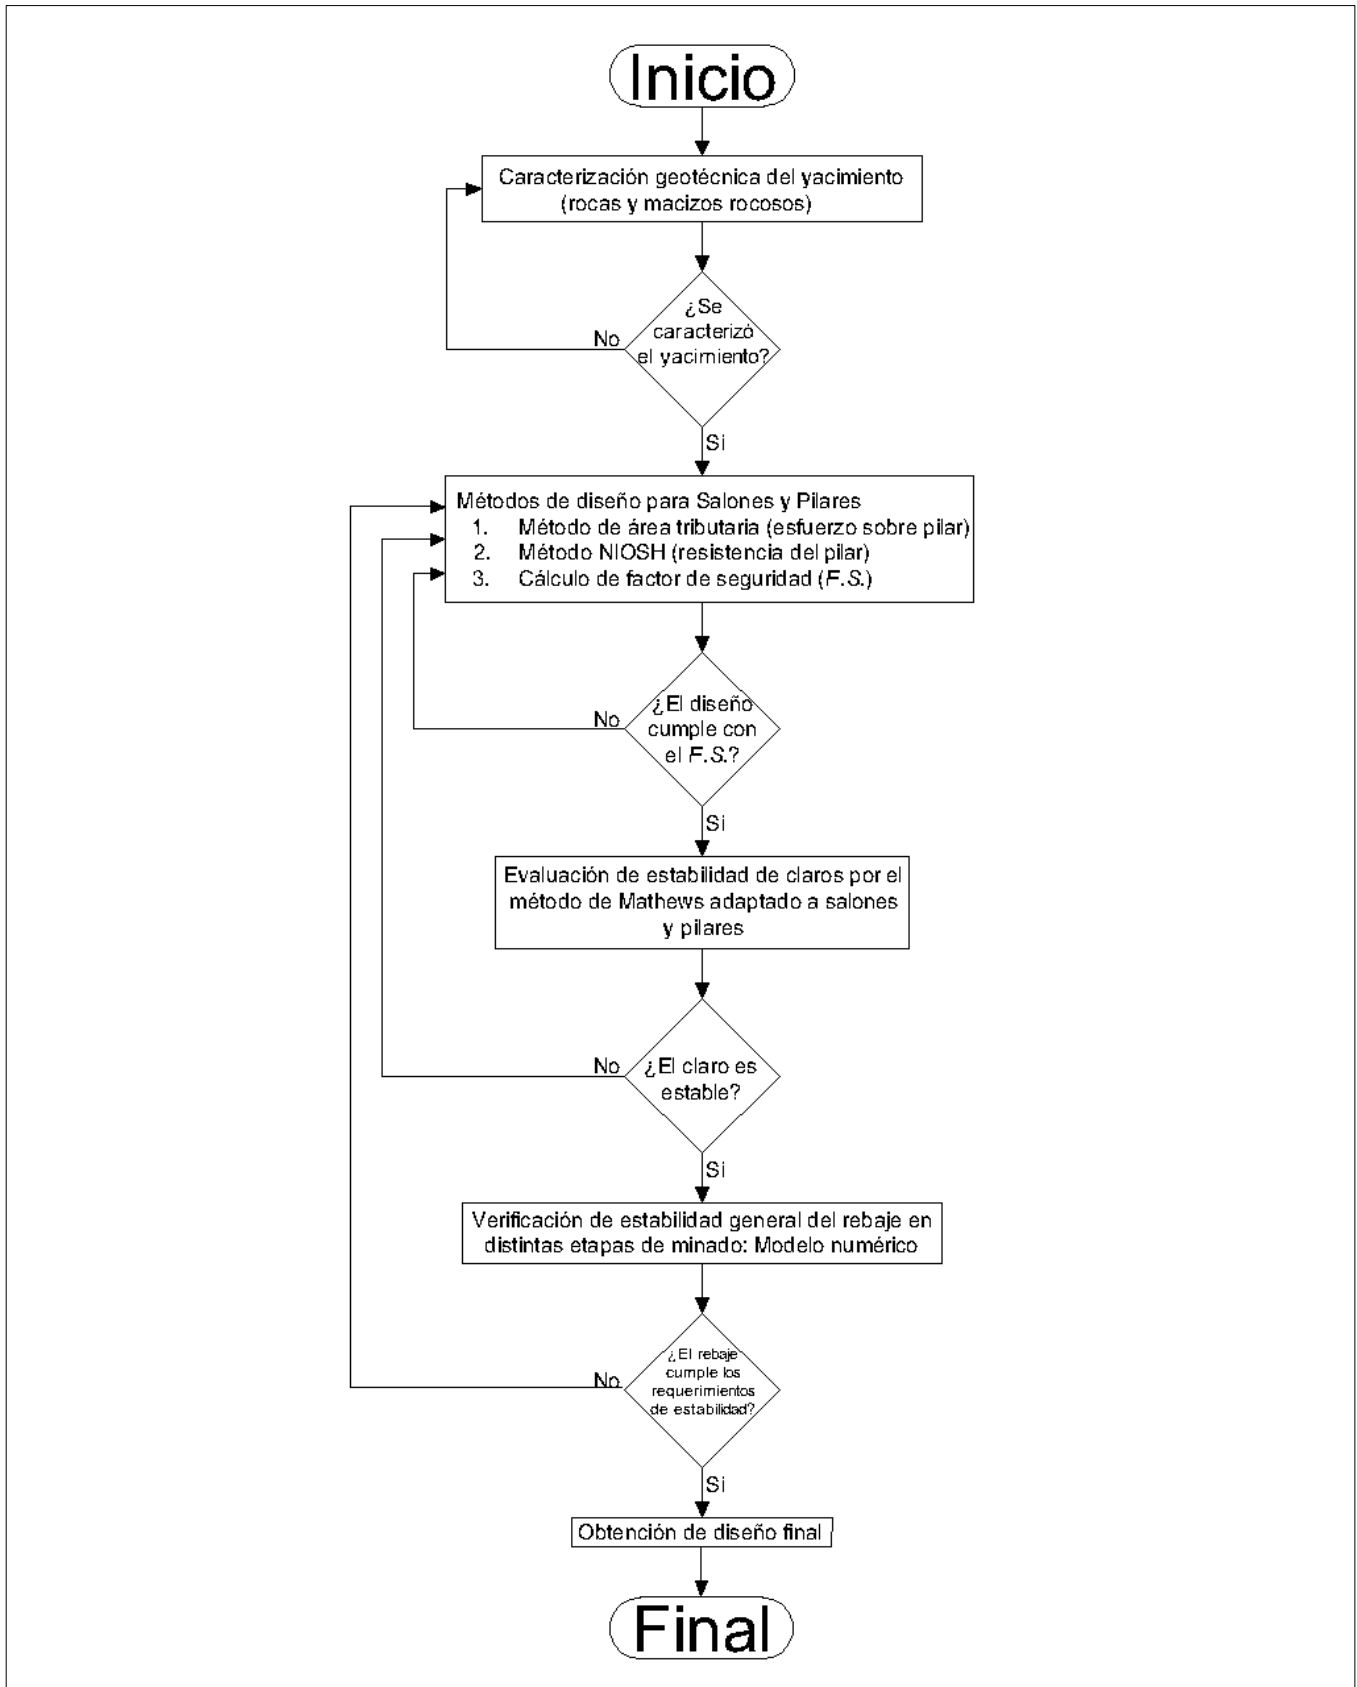 Inicio
Caracterización geotécnica del yacimiento
(rocas y macizos rocosos)
¿Se
caracterizó
el yacimiento?
No
Si
Métodos de diseño para Salones y Pilares
1. Método de área tributaria (esfuerzo sobre pilar)
2. Método NIOSH (resistencia del pilar)
3. Cálculo de factor de seguridad (F.S.)
¿El diseño
cumple con
el F.S.?
No
Si
Evaluación de estabilidad de claros por el
método de Mathews adaptado a salones
y pilares
¿El claro es
estable?
No
Si
Verificación de estabilidad general del rebaje en
distintas etapas de minado: Modelo numérico
¿El rebaje
cumple los
requerimientos
de estabilidad?
No
Si
Obtención de diseño final
Final